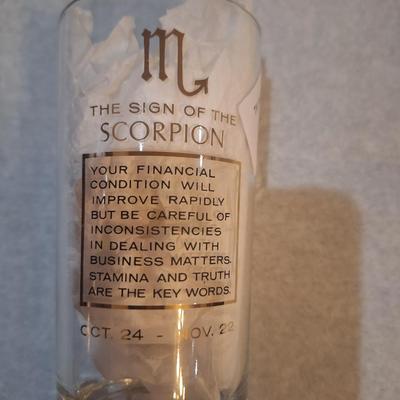 THE SIGN OF THE
SCORPION
YOUR FINANCIAL
CONDITION WILL
IMPROVE RAPIDLY
BUT BE CAREFUL OF
INCONSISTENCIES
IN DEALING WITH
BUSINESS MATTERS.
STAMINA AND TRUTH
ARE THE KEY WORDS.
OCT. 24 - NOV. 22